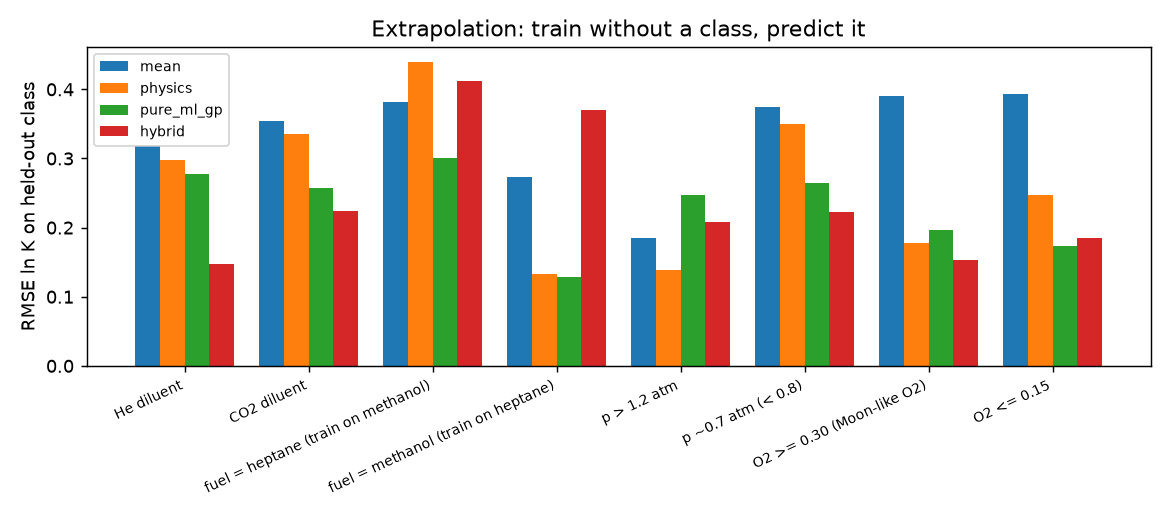 Extrapolation: train without a class, predict it
RMSE ln K on held-out class
0.4
0.3
0.2
0.1
0.0
mean
physics
pure_ml_gp
hybrid
He diluent
CO2 diluent
fuel = heptane (train on methanol)
fuel = methanol (train on heptane)
p > 1.2 atm
p ~0.7 atm (< 0.8)
O2 >= 0.30 (Moon-like O2)
O2 <= 0.15